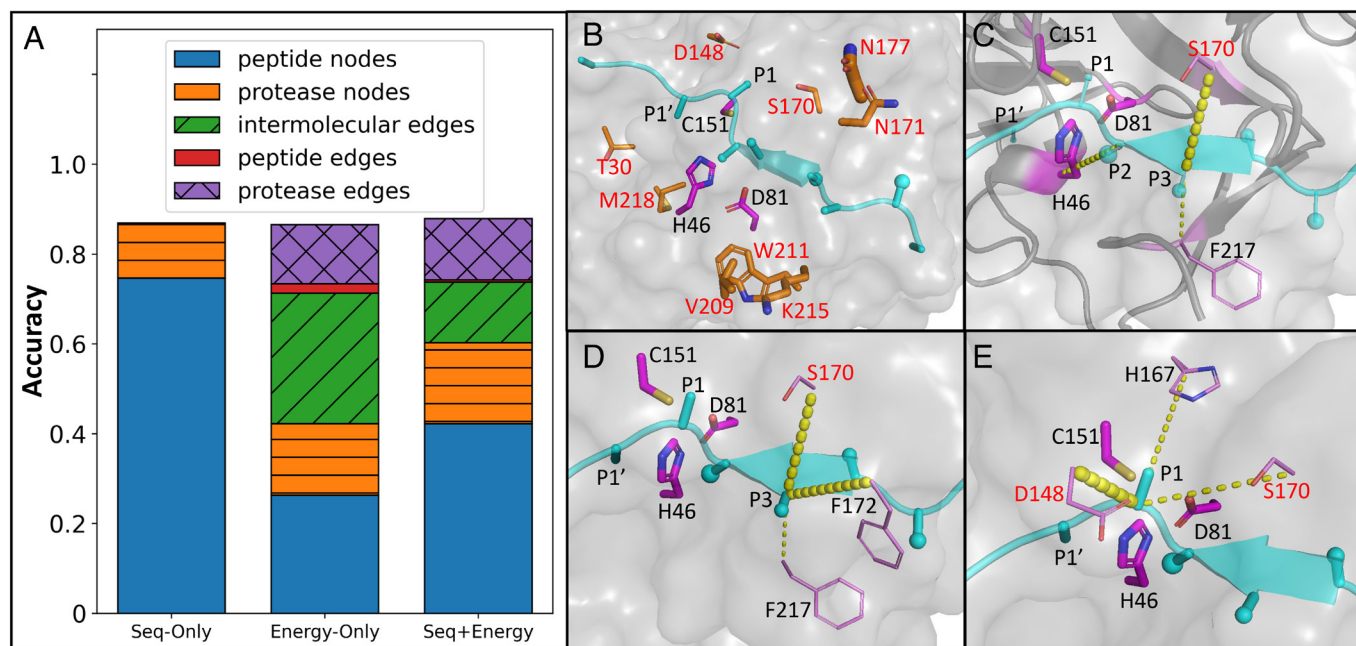 A
peptide nodes
protease nodes
intermolecular edges
peptide edges
protease edges
1.0
0.8
0.6
0.4
0.2
0
Accuracy
Seq-Only
Energy-Only
Seq+Energy
B
D148
N177
P1
S170
P1’
C151
N171
T30
M218
D81
H46
W211
V209
K215
C
C151
S170
P1
P1’
D81
P2
P3
H46
F217
D
C151
S170
P1
D81
P1’
P3
H46
F172
F217
E
H167
C151
P1
D148
S170
D81
P1’
H46